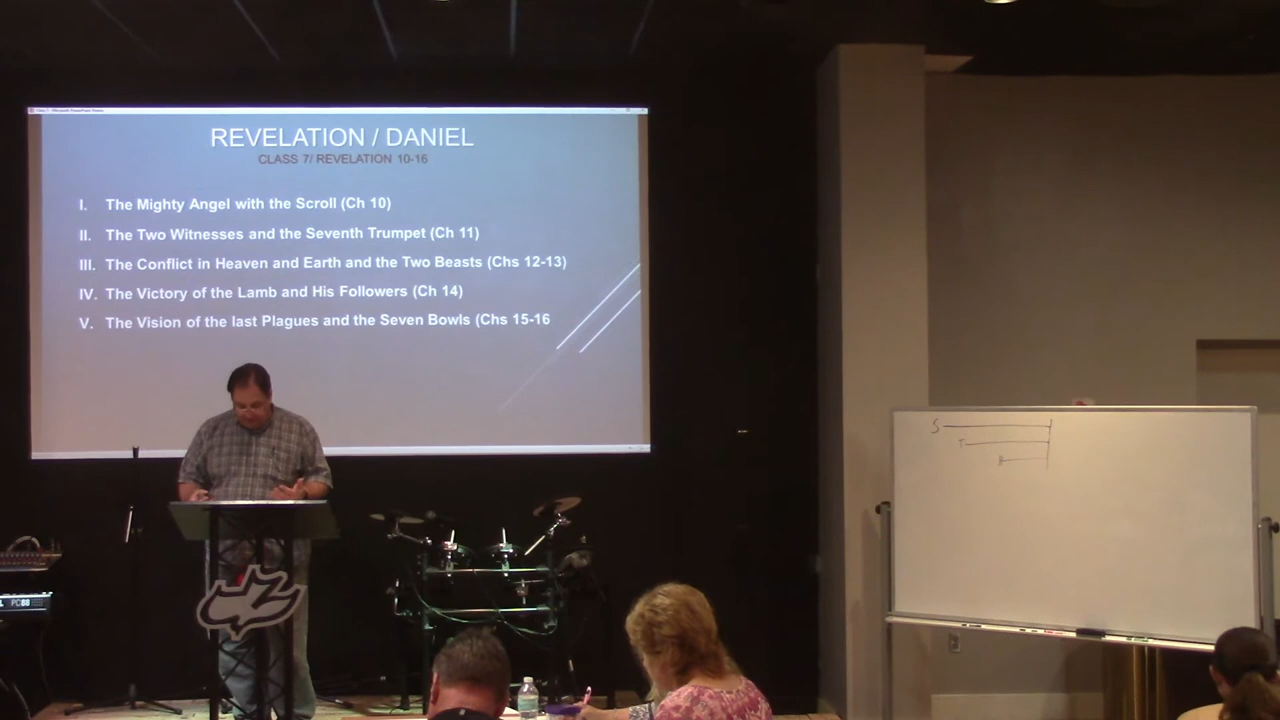 REVELATION / DANIEL
CLASS 7/ REVELATION 10-16
I. The Mighty Angel with the Scroll (Ch 10)
II. The Two Witnesses and the Seventh Trumpet (Ch 11)
III. The Conflict in Heaven and Earth and the Two Beasts (Chs 12-13)
IV. The Victory of the Lamb and His Followers (Ch 14)
V. The Vision of the last Plagues and the Seven Bowls (Chs 15-16
S
T
PC88